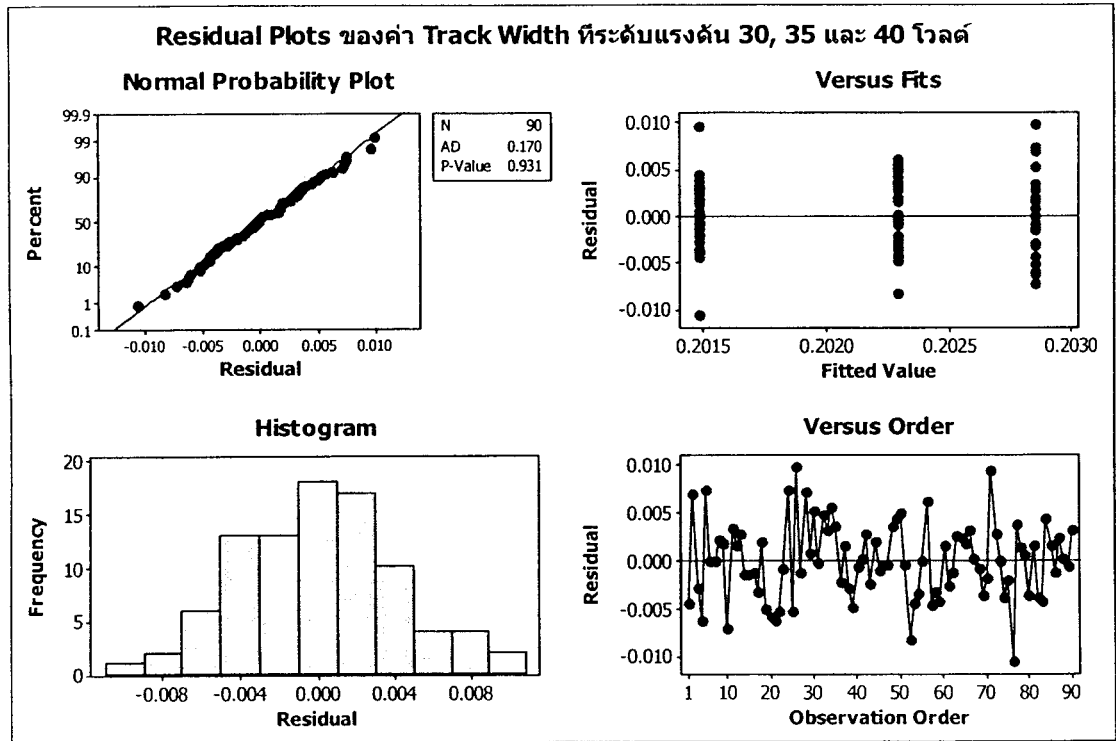 Residual Plots ของค่า Track Width ที่ระดับแรงดัน 30, 35 และ 40 โวลต์
Normal Probability Plot
99.9
99
90
50
10
1
0.1
Percent
-0.010
-0.005
0.000
0.005
0.010
Residual
N 90
AD 0.170
P-Value 0.931
Versus Fits
0.010
0.005
0.000
-0.005
-0.010
Residual
0.2015
0.2020
0.2025
0.2030
Fitted Value
Histogram
20
15
10
5
0
Frequency
-0.008
-0.004
0.000
0.004
0.008
Residual
Versus Order
0.010
0.005
0.000
-0.005
-0.010
Residual
1
10
20
30
40
50
60
70
80
90
Observation Order